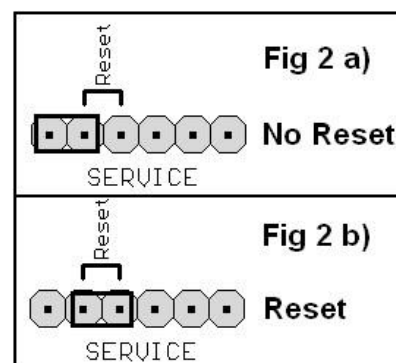 Reset
Fig 2 a)
No Reset
SERVICE
Reset
Fig 2 b)
Reset
SERVICE